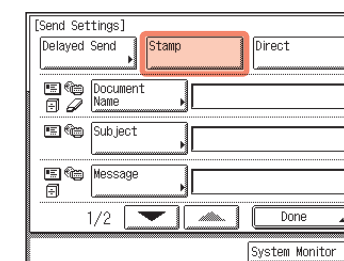 [Send Settings]
Delayed Send
Stamp
Direct
Document
Name
Subject
Message
1/2
Done
System Monitor